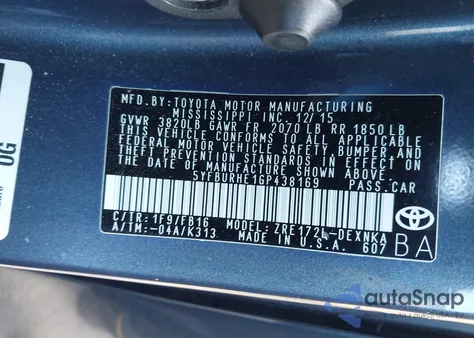 MFD.BY:TOYOTA MOTOR MANUFACTURING
MISSISSIPPI INC. 12/15
GVWR 3820LB GAWR FR 2070 LB RR 1850LB
THIS VEHICLE CONFORMS TO ALL APPLICABLE
FEDERAL MOTOR VEHICLE SAFETY, BUMPER, AND
THEFT PREVENTION STANDARDS IN EFFECT ON
THE DATE OF MANUFACTURE SHOWN ABOVE.
5YFBURHE1GP438169 PASS.CAR
C/TR:1F9/FB16 MODEL:ZRE172L-DEXNKA
A/TM:-04A/K313 MADE IN U.S.A. 607
TOYOTA
BA
OG
autoSnap